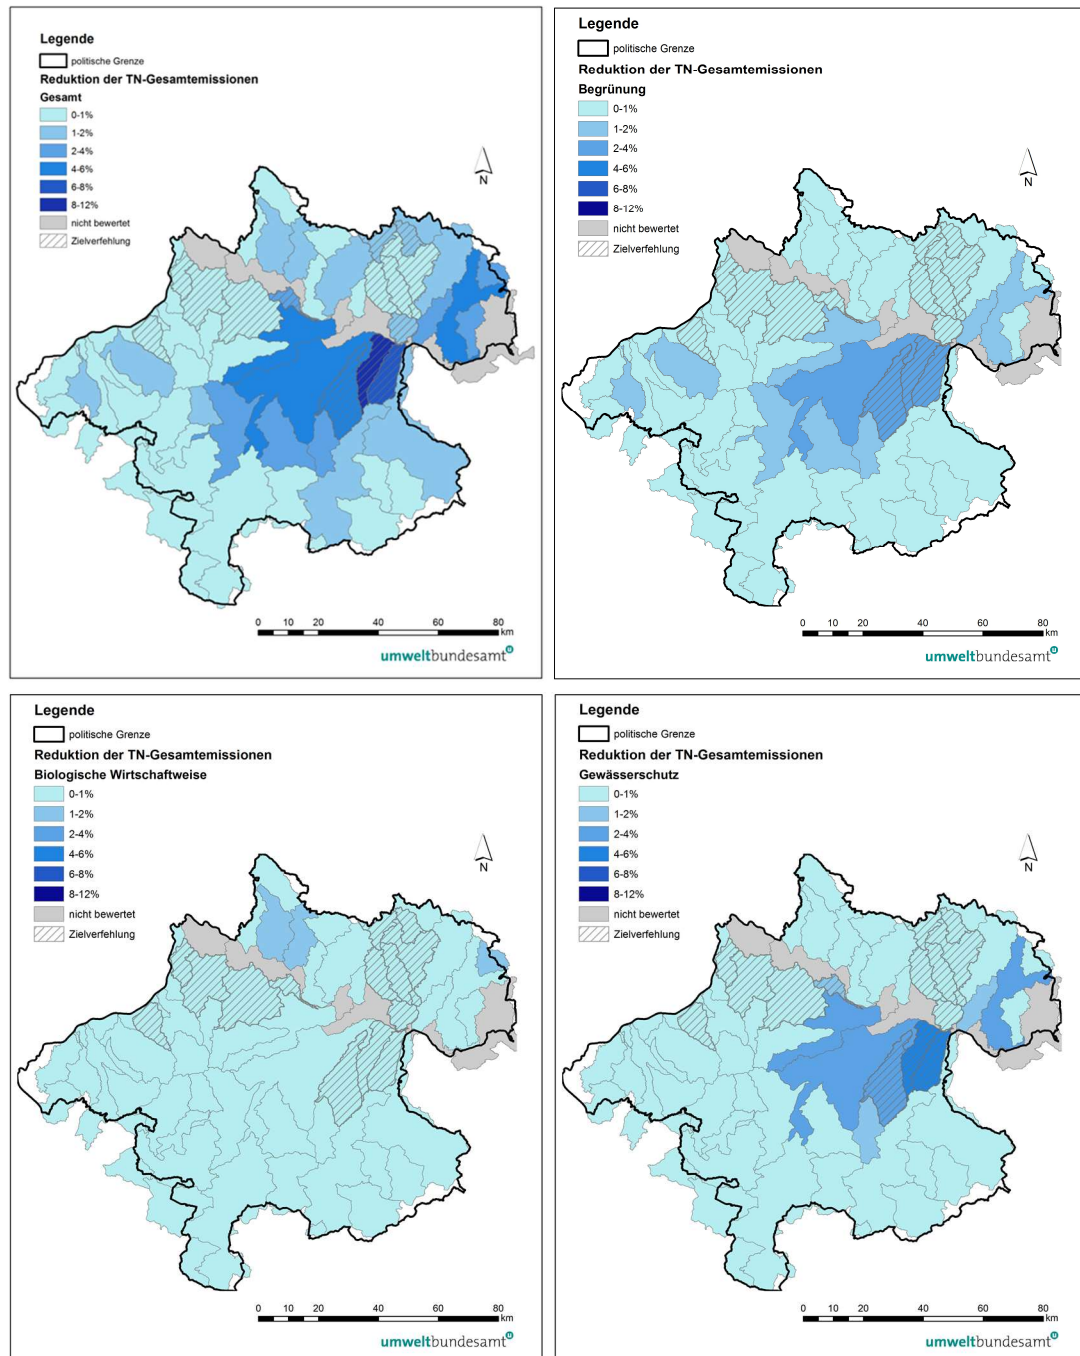 Legende
politische Grenze
Reduktion der TN-Gesamtemissionen
Gesamt
0-1%
1-2%
2-4%
4-6%
6-8%
8-12%
nicht bewertet
Zielverfehlung
N
0 10 20 40 60 80
km
umweltbundesamt
Legende
politische Grenze
Reduktion der TN-Gesamtemissionen
Begrünung
0-1%
1-2%
2-4%
4-6%
6-8%
8-12%
nicht bewertet
Zielverfehlung
N
0 10 20 40 60 80
km
umweltbundesamt
Legende
politische Grenze
Reduktion der TN-Gesamtemissionen
Biologische Wirtschaftweise
0-1%
1-2%
2-4%
4-6%
6-8%
8-12%
nicht bewertet
Zielverfehlung
N
0 10 20 40 60 80
km
umweltbundesamt
Legende
politische Grenze
Reduktion der TN-Gesamtemissionen
Gewässerschutz
0-1%
1-2%
2-4%
4-6%
6-8%
8-12%
nicht bewertet
Zielverfehlung
N
0 10 20 40 60 80
km
umweltbundesamt